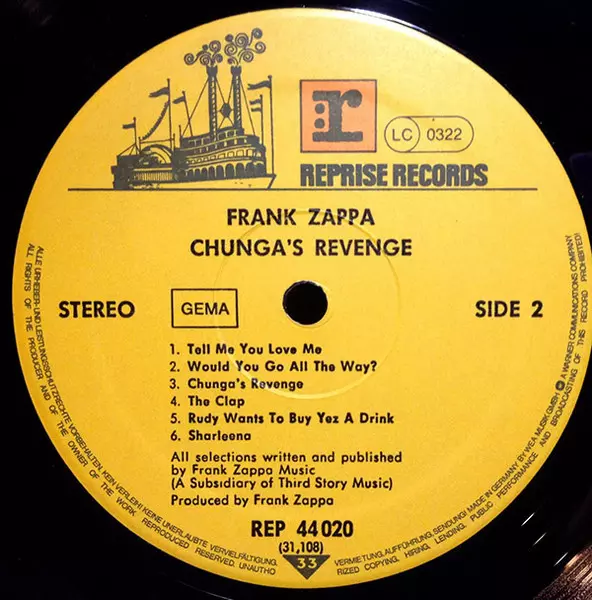 r
LC 0322
REPRISE RECORDS
FRANK ZAPPA
CHUNGA'S REVENGE
STEREO
GEMA
SIDE 2
1. Tell Me You Love Me
2. Would You Go All The Way?
3. Chunga's Revenge
4. The Clap
5. Rudy Wants To Buy Yez A Drink
6. Sharleena
All selections written and published
by Frank Zappa Music
(A Subsidiary of Third Story Music)
Produced by Frank Zappa
REP 44 020
(31,108)
33
ALLE URHEBER- UND LEISTUNGSSCHUTZRECHTE VORBEHALTEN. KEIN VERLEIH! KEINE UNERLAUBTE VERVIELFÄLTIGUNG, VERMIETUNG, AUFFÜHRUNG, SENDUNG! MADE IN GERMANY BY WEA MUSIK GMBH A WARNER COMMUNICATIONS COMPANY
ALL RIGHTS OF THE PRODUCER AND OF THE OWNER OF THE WORK REPRODUCED RESERVED. UNAUTHORIZED COPYING, HIRING, LENDING, PUBLIC PERFORMANCE AND BROADCASTING OF THIS RECORD PROHIBITED!